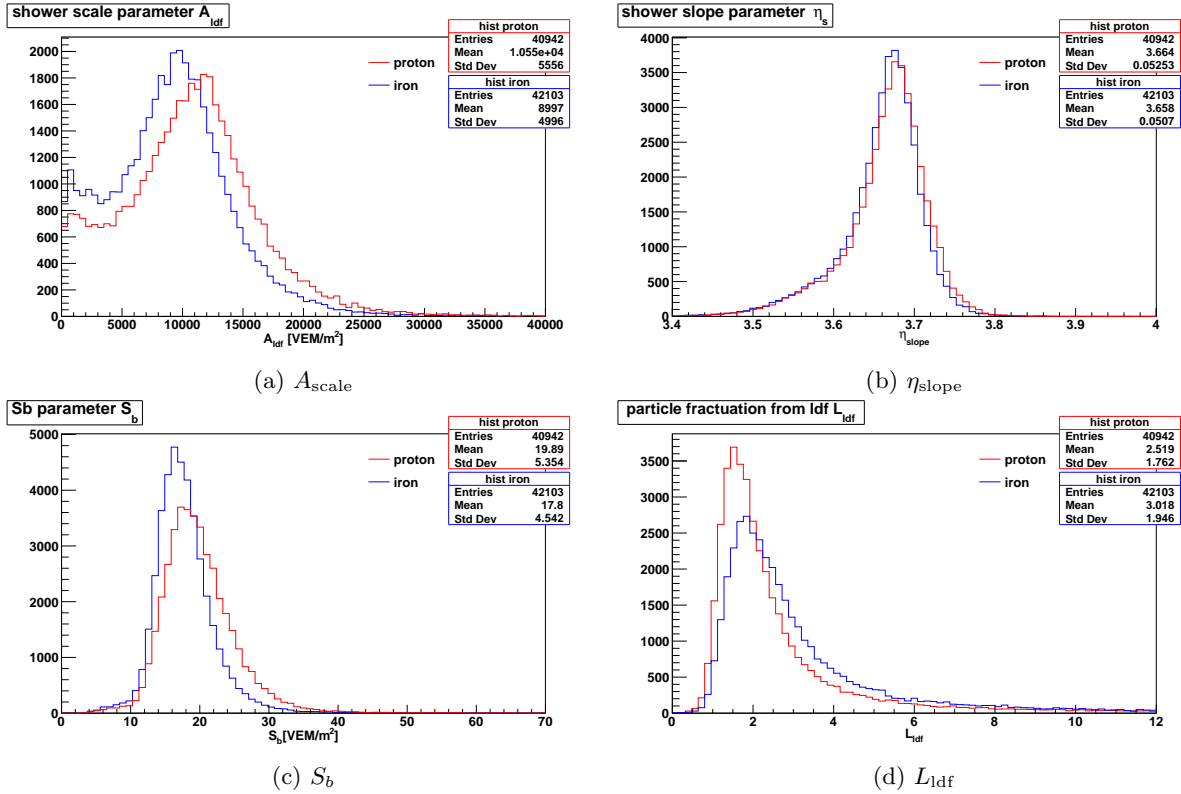 shower scale parameter A_ldf
hist proton
Entries 40942
Mean 1.055e+04
Std Dev 5556
hist iron
Entries 42103
Mean 8997
Std Dev 4996
proton
iron
2000
1800
1600
1400
1200
1000
800
600
400
200
0
0 5000 10000 15000 20000 25000 30000 35000 40000
A_ldf [VEM/m²]
(a) A_scale
shower slope parameter η_s
hist proton
Entries 40942
Mean 3.664
Std Dev 0.05253
hist iron
Entries 42103
Mean 3.658
Std Dev 0.0507
proton
iron
4000
3500
3000
2500
2000
1500
1000
500
0
3.4 3.5 3.6 3.7 3.8 3.9 4
η_slope
(b) η_slope
Sb parameter S_b
hist proton
Entries 40942
Mean 19.89
Std Dev 5.354
hist iron
Entries 42103
Mean 17.8
Std Dev 4.542
proton
iron
5000
4000
3000
2000
1000
0
0 10 20 30 40 50 60 70
S_b[VEM/m²]
(c) S_b
particle fractuation from ldf L_ldf
hist proton
Entries 40942
Mean 2.519
Std Dev 1.762
hist iron
Entries 42103
Mean 3.018
Std Dev 1.946
proton
iron
3500
3000
2500
2000
1500
1000
500
0
0 2 4 6 8 10 12
L_ldf
(d) L_ldf